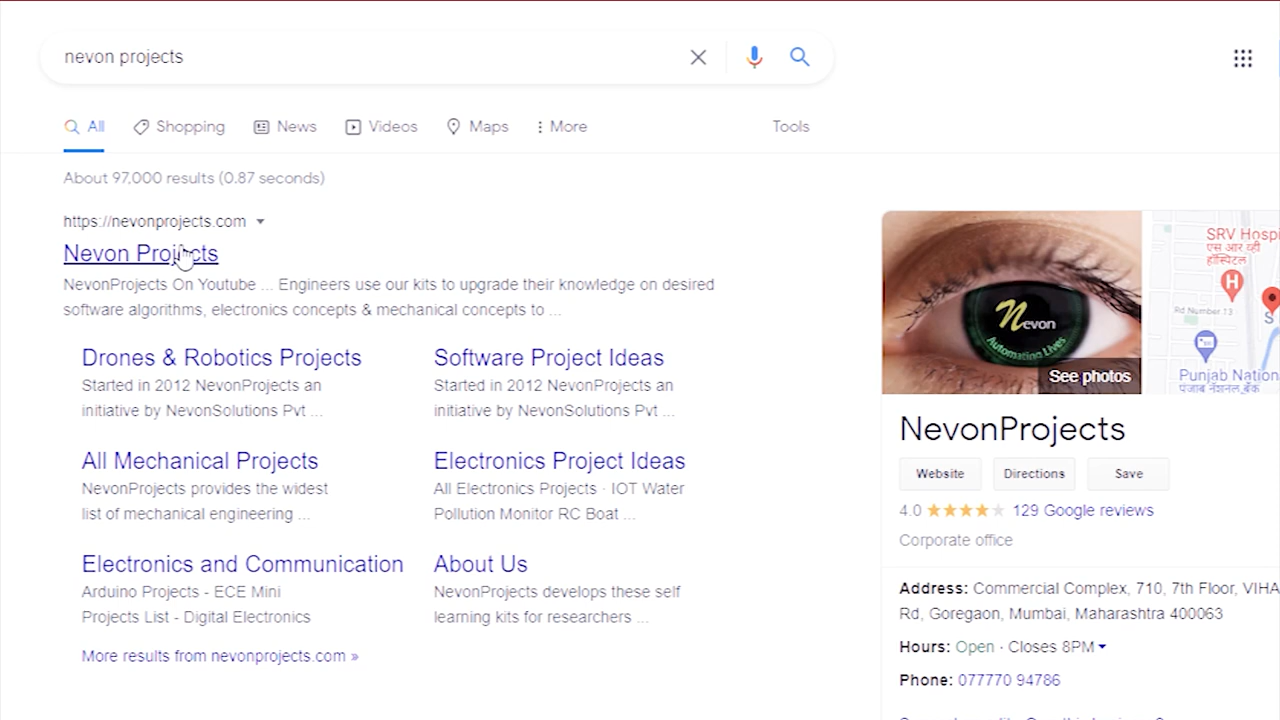 nevon projects
All Shopping News Videos Maps More Tools
About 97,000 results (0.87 seconds)
https://nevonprojects.com
Nevon Projects
NevonProjects On Youtube ... Engineers use our kits to upgrade their knowledge on desired
software algorithms, electronics concepts & mechanical concepts to ...
Drones & Robotics Projects
Started in 2012 NevonProjects an
initiative by NevonSolutions Pvt ...
Software Project Ideas
Started in 2012 NevonProjects an
initiative by NevonSolutions Pvt ...
All Mechanical Projects
NevonProjects provides the widest
list of mechanical engineering ...
Electronics Project Ideas
All Electronics Projects · IOT Water
Pollution Monitor RC Boat ...
Electronics and Communication
Arduino Projects - ECE Mini
Projects List - Digital Electronics
About Us
NevonProjects develops these self
learning kits for researchers ...
More results from nevonprojects.com »
Nevon
Automating Lives
See photos
SRV Hospi
एस आर व्ही
हॉस्पिटल
H
Rd Number 13
S
Punjab Nation
पंजाब नॅशनल बँक
NevonProjects
Website Directions Save
4.0 129 Google reviews
Corporate office
Address: Commercial Complex, 710, 7th Floor, VIHA
Rd, Goregaon, Mumbai, Maharashtra 400063
Hours: Open · Closes 8PM
Phone: 077770 94786